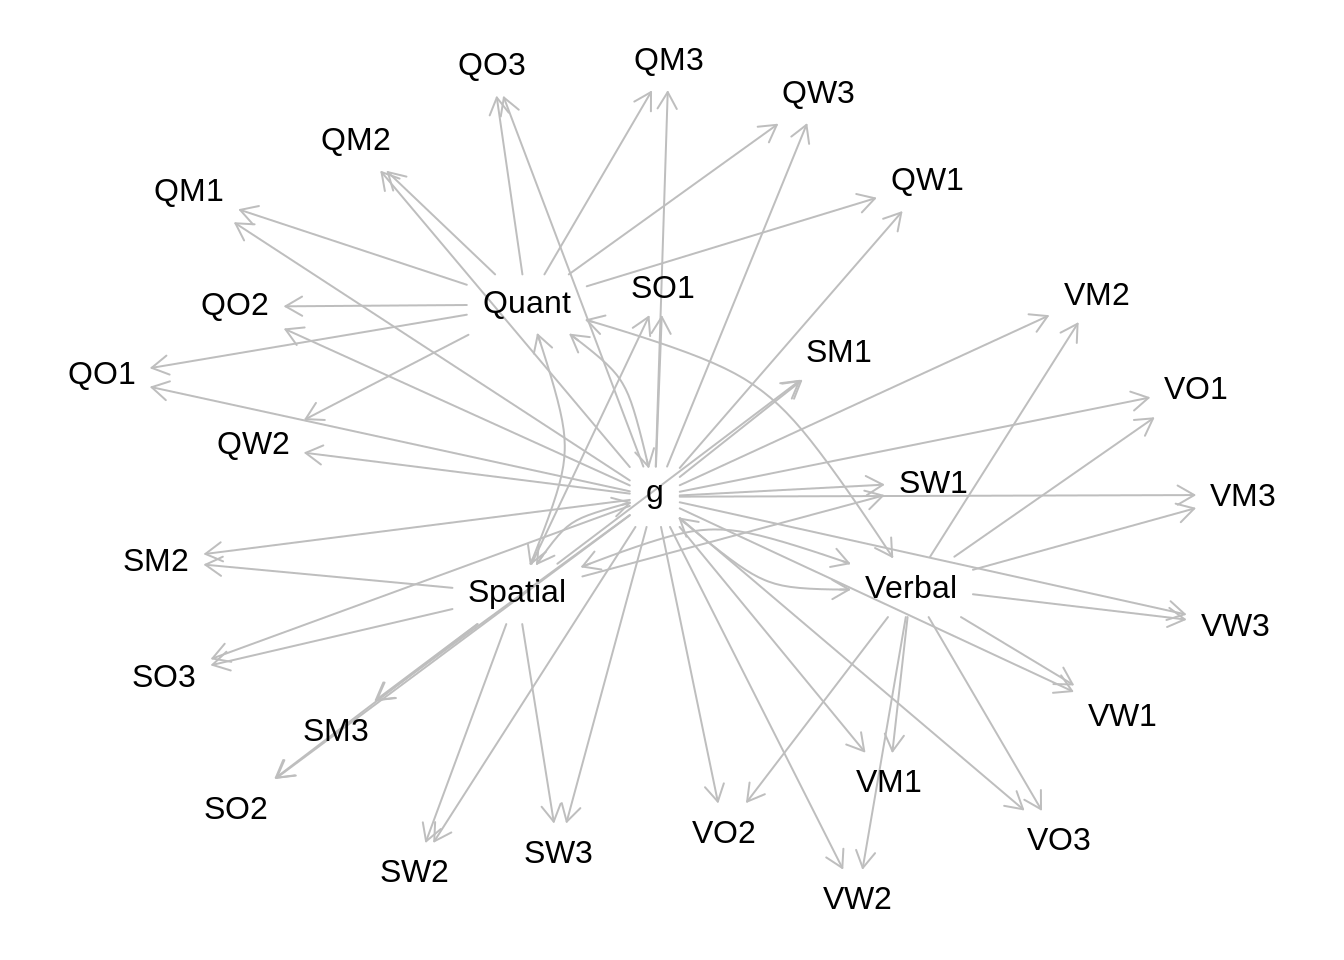 QM3
QO3
QW3
QM2
QW1
QM1
SO1
VM2
Quant
QO2
SM1
QO1
VO1
QW2
SW1
g
VM3
SM2
Verbal
Spatial
VW3
SO3
VW1
SM3
VM1
SO2
VO2
VO3
SW3
SW2
VW2